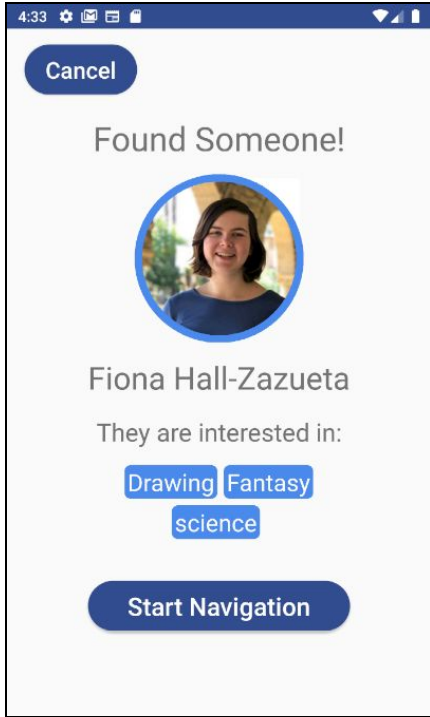 4:33
Cancel
Found Someone!
Fiona Hall-Zazueta
They are interested in:
Drawing Fantasy
science
Start Navigation